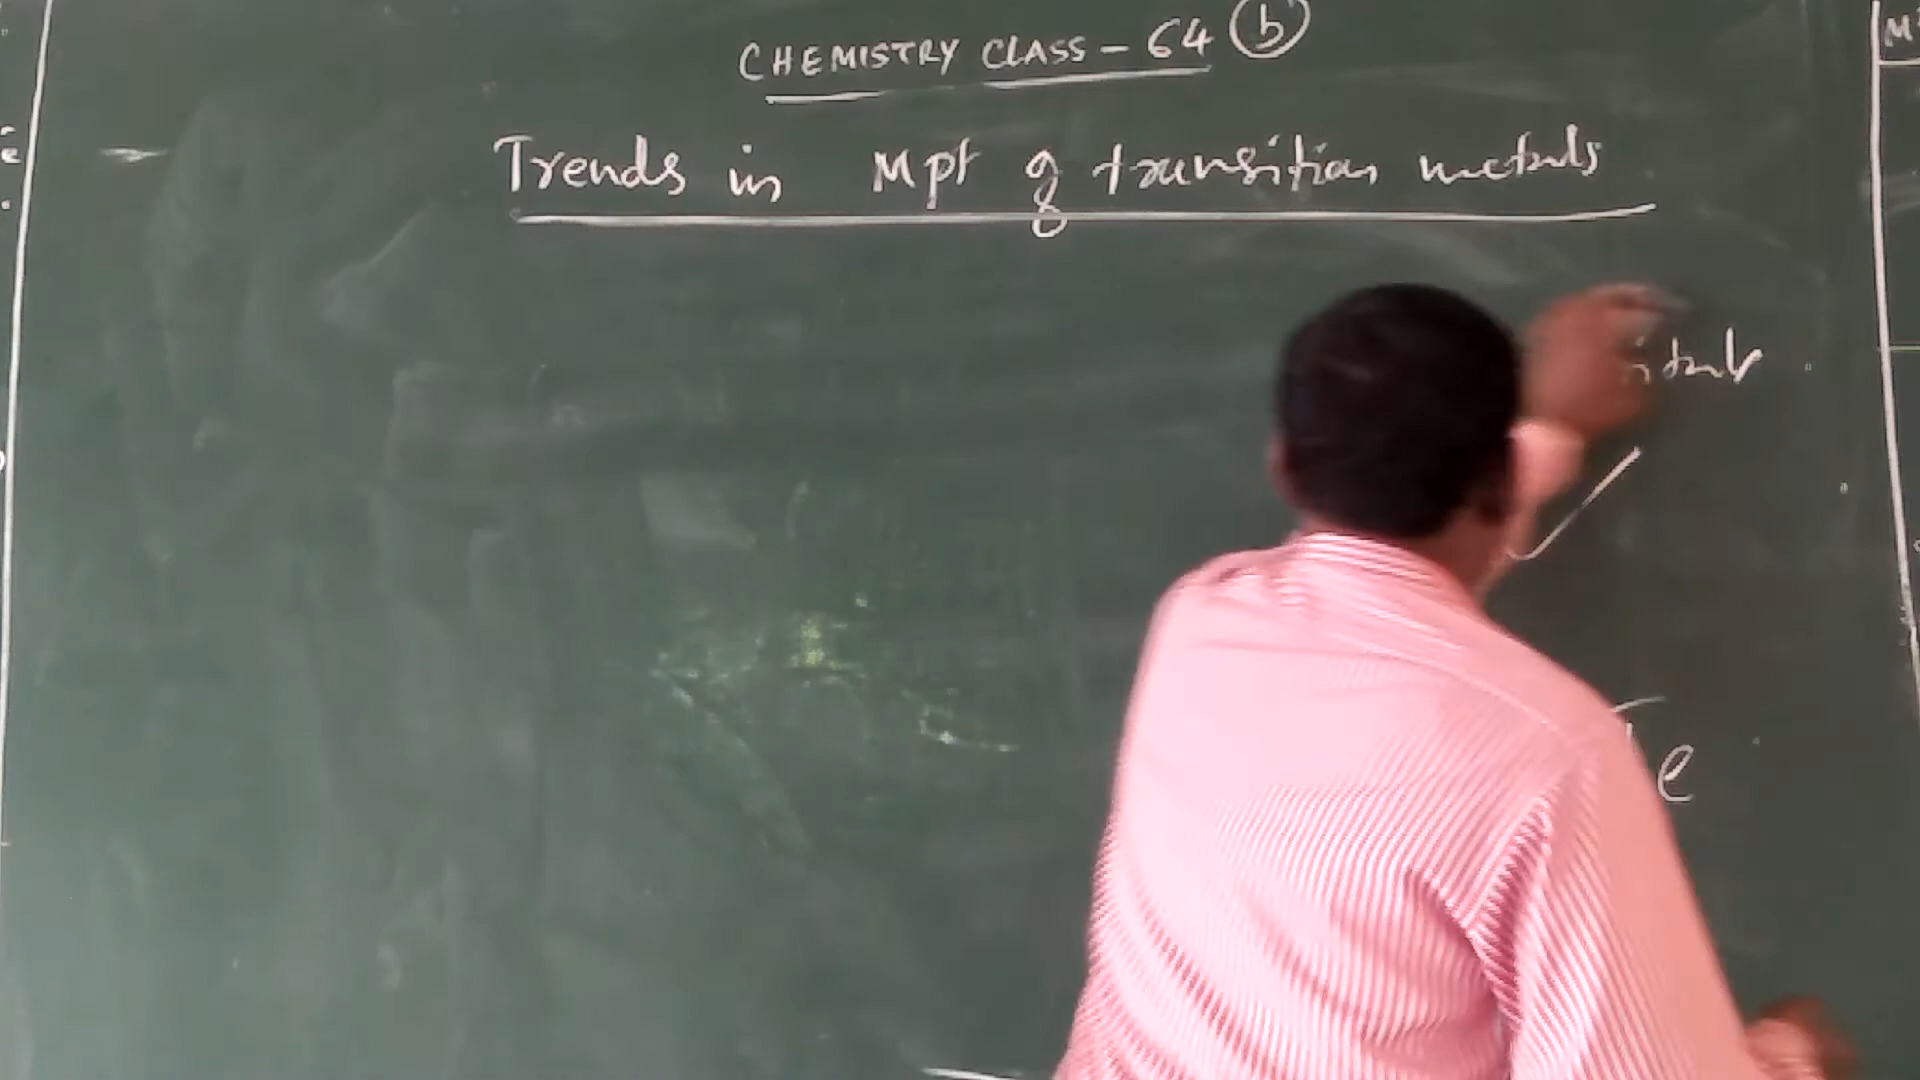 CHEMISTRY CLASS - 64 (b)
Trends in Mpt of transition metals
e